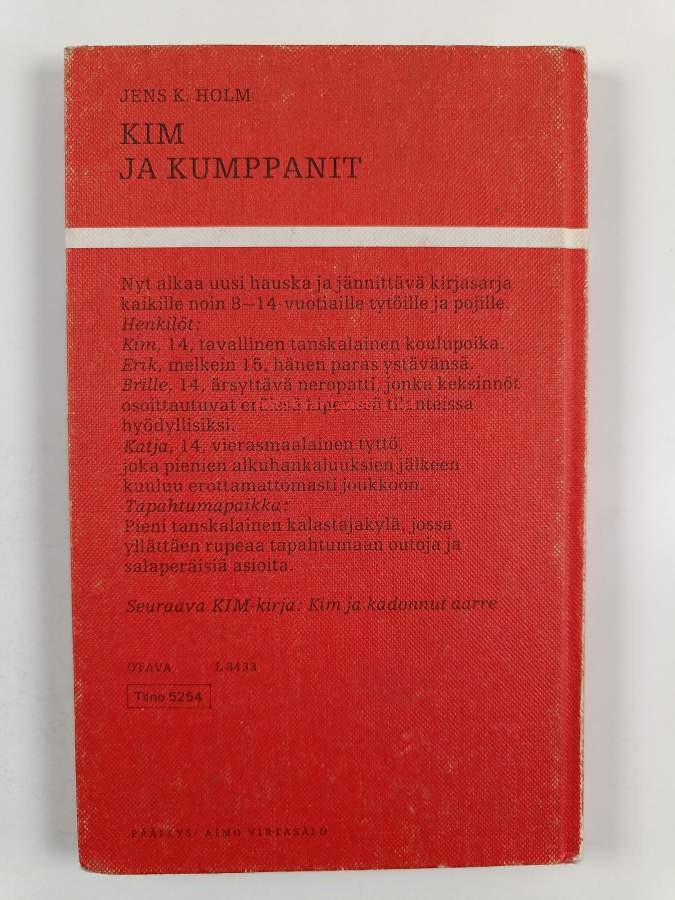 JENS K. HOLM
KIM
JA KUMPPANIT
Nyt alkaa uusi hauska ja jännittävä kirjasarja
kaikille noin 8—14-vuotiaille tytöille ja pojille.
Henkilöt:
Kim, 14, tavallinen tanskalainen koulupoika.
Erik, melkein 15, hänen paras ystävänsä.
Brille, 14, ärsyttävä neropatti, jonka keksinnöt
osoittautuvat eräissä kiperissä tilanteissa
hyödyllisiksi.
Katja, 14, vierasmaalainen tyttö,
joka pienien alkuhankaluuksien jälkeen
kuuluu erottamattomasti joukkoon.
Tapahtumapaikka:
Pieni tanskalainen kalastajakylä, jossa
yllättäen rupeaa tapahtumaan outoja ja
salaperäisiä asioita.
Seuraava KIM-kirja: Kim ja kadonnut aarre
OTAVA L 3433
Tilno 5254
PÄÄLLYS: AIMO VIRTASALO